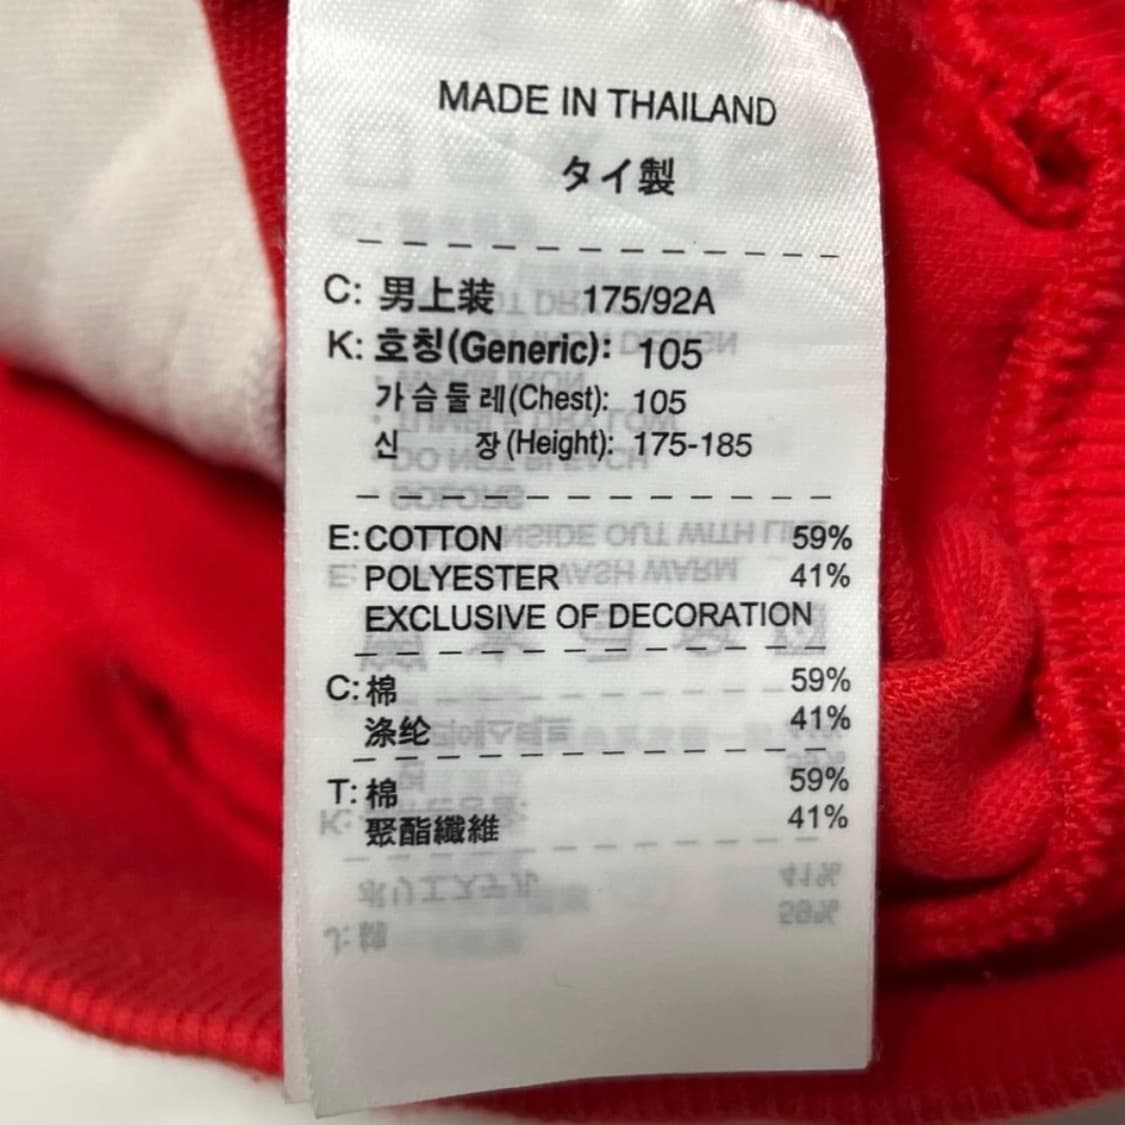 MADE IN THAILAND
タイ製
C: 男上装 175/92A
K: 호칭(Generic): 105
가슴둘레(Chest): 105
신 장(Height): 175-185
E: COTTON 59%
POLYESTER 41%
EXCLUSIVE OF DECORATION
C: 棉 59%
涤纶 41%
T: 棉 59%
聚酯纖維 41%